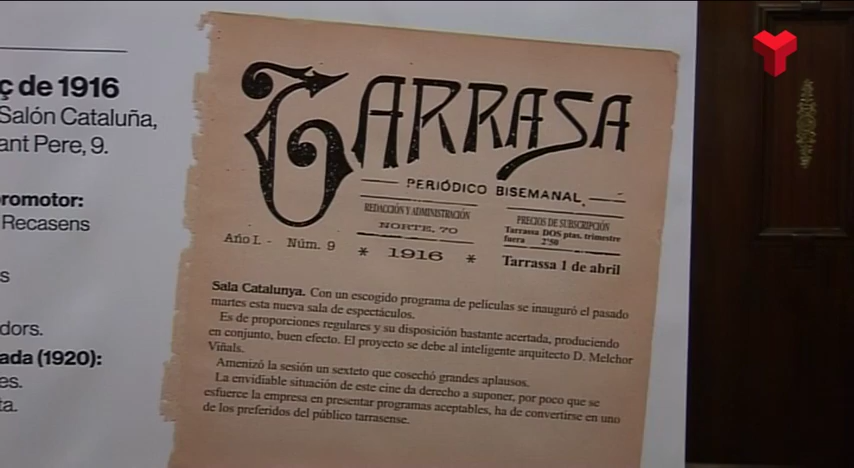 ç de 1916
Salón Cataluña,
ant Pere, 9.
promotor:
Recasens
s
dors.
ada (1920):
es.
ta.
TARRASA
PERIÓDICO BISEMANAL
REDACCIÓN Y ADMINISTRACIÓN
NORTE, 70
PRECIOS DE SUBSCRIPCIÓN
Tarrassa DOS ptas. trimestre
fuera 2'50
Año I. - Núm. 9
* 1916 *
Tarrassa 1 de abril
Sala Catalunya. Con un escogido programa de películas se inauguró el pasado
martes esta nueva sala de espectáculos.
Es de proporciones regulares y su disposición bastante acertada, produciendo
en conjunto, buen efecto. El proyecto se debe al inteligente arquitecto D. Melchor
Viñals.
Amenizó la sesión un sexteto que cosechó grandes aplausos.
La envidiable situación de este cine da derecho a suponer, por poco que se
esfuerce la empresa en presentar programas aceptables, ha de convertirse en uno
de los preferidos del público tarrasense.